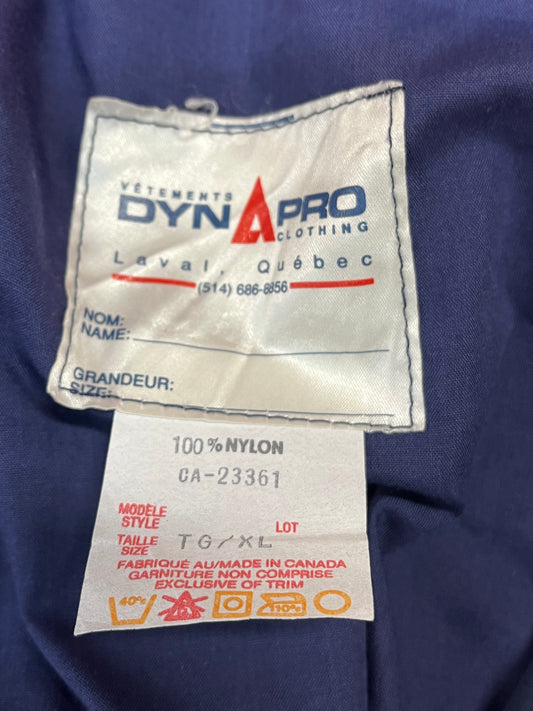 VÊTEMENTS
DYNAPRO
CLOTHING
Laval, Québec
(514) 686-8856
NOM:
NAME:
GRANDEUR:
SIZE:
100% NYLON
CA-23361
MODÈLE
STYLE
LOT
TAILLE
SIZE
TG/XL
FABRIQUÉ AU/MADE IN CANADA
GARNITURE NON COMPRISE
EXCLUSIVE OF TRIM
40°c 110°c